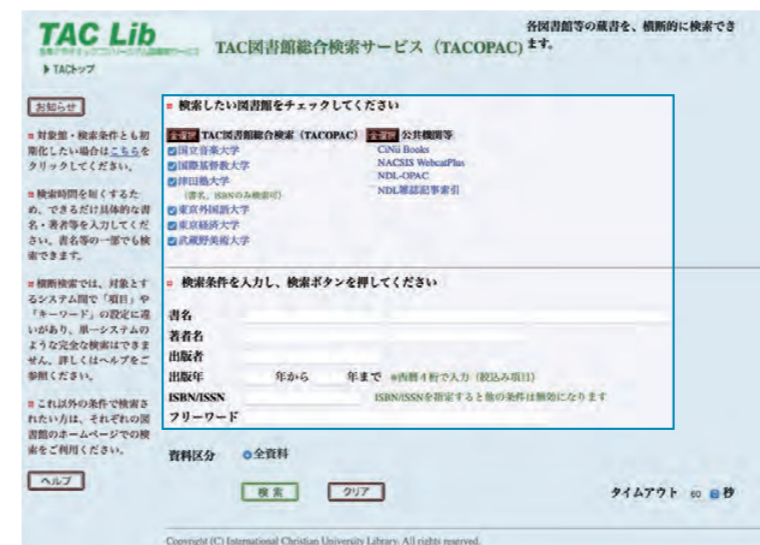 TAC Lib
TACトップ
TAC図書館総合検索サービス（TACOPAC）
各図書館等の蔵書を、横断的に検索でき
ます。
お知らせ
対象館・検索条件とも初
期化したい場合はこちらを
クリックしてください。
検索時間を短くするた
め、できるだけ具体的な書
名・著者等を入力してくだ
さい。書名等の一部でも検
索できます。
横断検索では、対象とす
るシステム間で「項目」や
「キーワード」の設定に違
いがあり、単一システムの
ような完全な検索はできま
せん。詳しくはヘルプをご
参照ください。
これ以外の条件で検索さ
れたい方は、それぞれの図
書館のホームページでの検
索をご利用ください。
ヘルプ
検索したい図書館をチェックしてください
全選択 TAC図書館総合検索（TACOPAC）
国立音楽大学
国際基督教大学
津田塾大学
（書名、ISBNのみ検索可）
東京外国語大学
東京経済大学
武蔵野美術大学
全選択 公共機関等
CiNii Books
NACSIS WebcatPlus
NDL-OPAC
NDL雑誌記事索引
検索条件を入力し、検索ボタンを押してください
書名
著者名
出版者
出版年 年から 年まで ※西暦4桁で入力（絞込み項目）
ISBN/ISSN ISBN/ISSNを指定すると他の条件は無効になります
フリーワード
資料区分 全資料
検索 クリア
タイムアウト 60 秒
Copyright (C) International Christian University Library. All rights reserved.